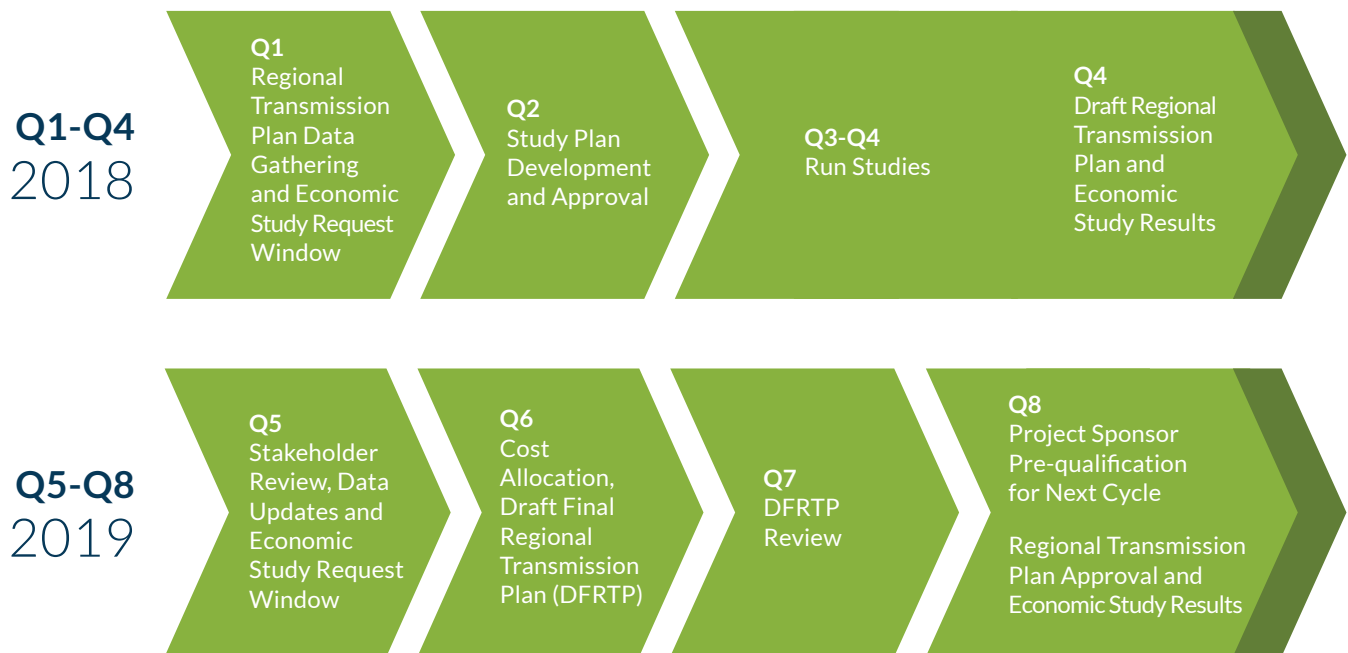 Q1-Q4
2018
Q1
Regional
Transmission
Plan Data
Gathering
and Economic
Study Request
Window
Q2
Study Plan
Development
and Approval
Q3-Q4
Run Studies
Q4
Draft Regional
Transmission
Plan and
Economic
Study Results
Q5-Q8
2019
Q5
Stakeholder
Review, Data
Updates and
Economic
Study Request
Window
Q6
Cost
Allocation,
Draft Final
Regional
Transmission
Plan (DFRTP)
Q7
DFRTP
Review
Q8
Project Sponsor
Pre-qualification
for Next Cycle
Regional Transmission
Plan Approval and
Economic Study Results